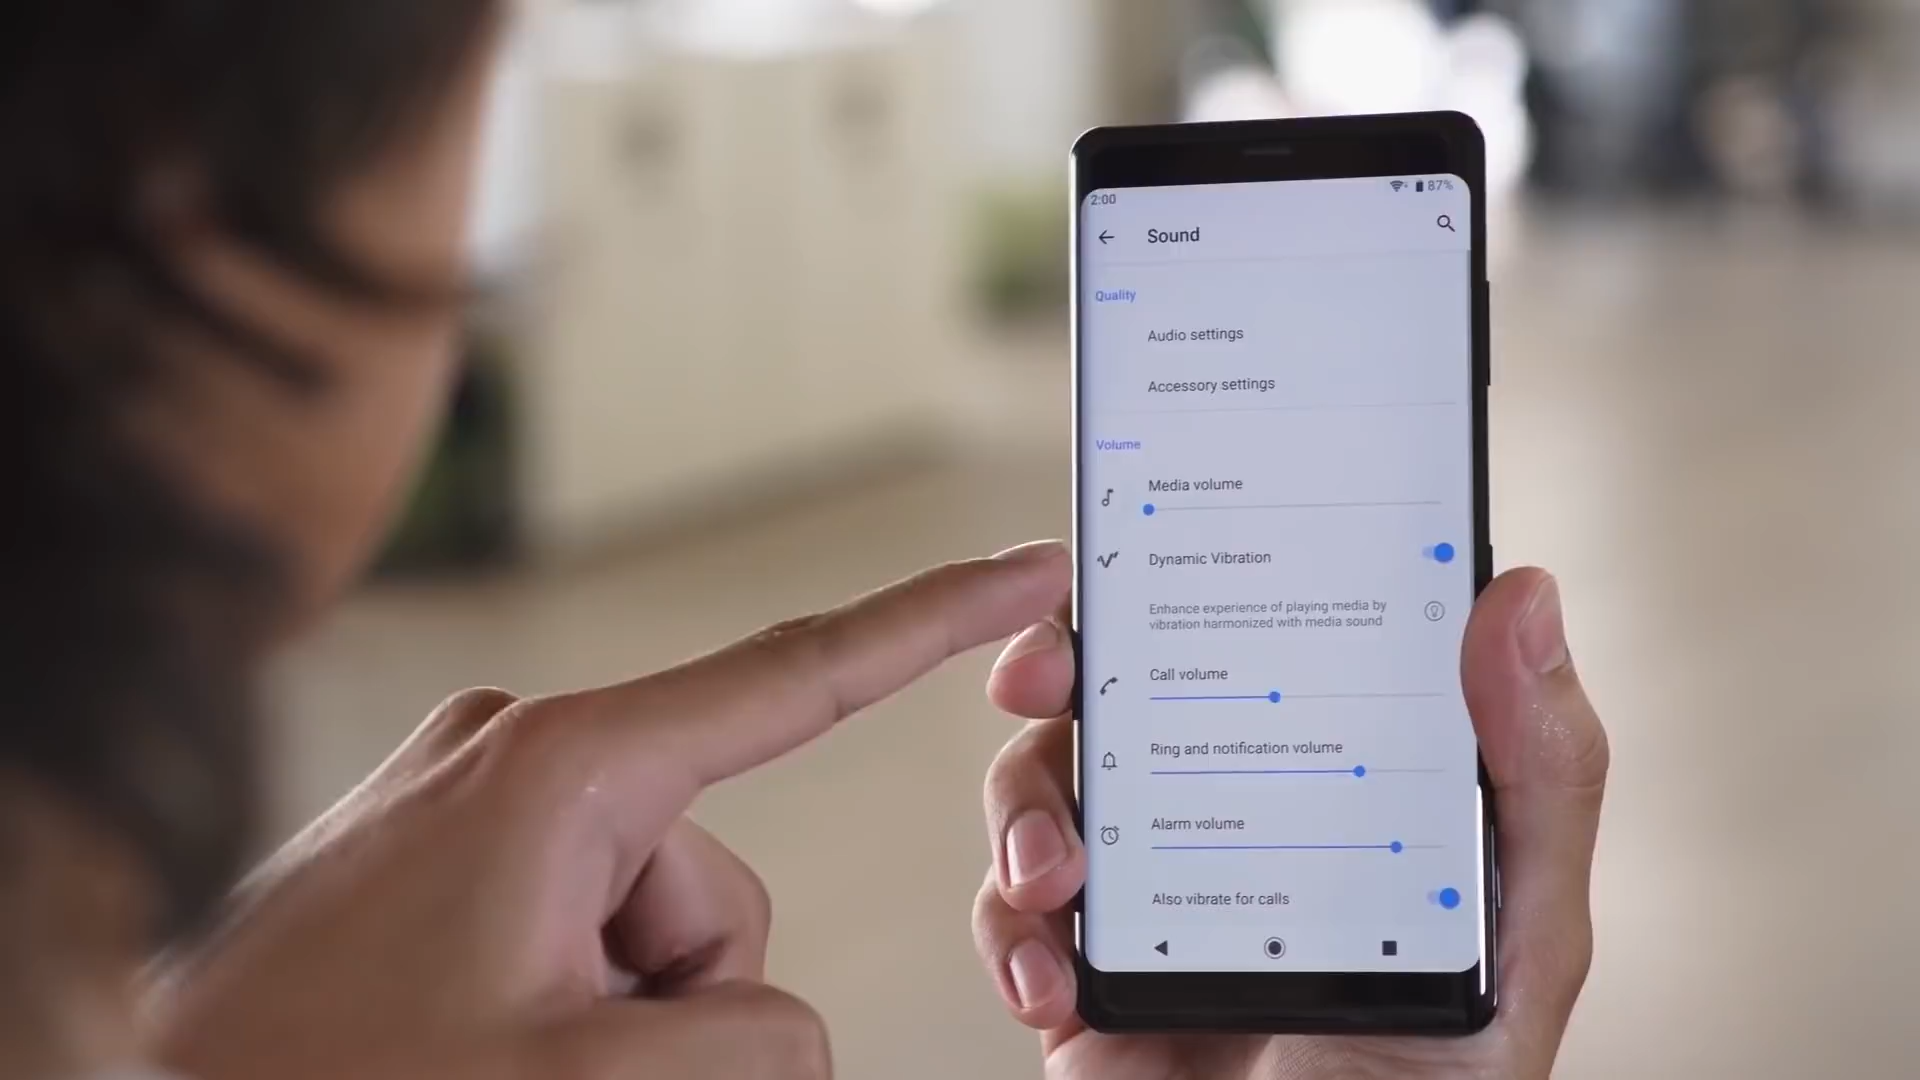 2:00
87%
Sound
Quality
Audio settings
Accessory settings
Volume
Media volume
Dynamic Vibration
Enhance experience of playing media by
vibration harmonized with media sound
Call volume
Ring and notification volume
Alarm volume
Also vibrate for calls